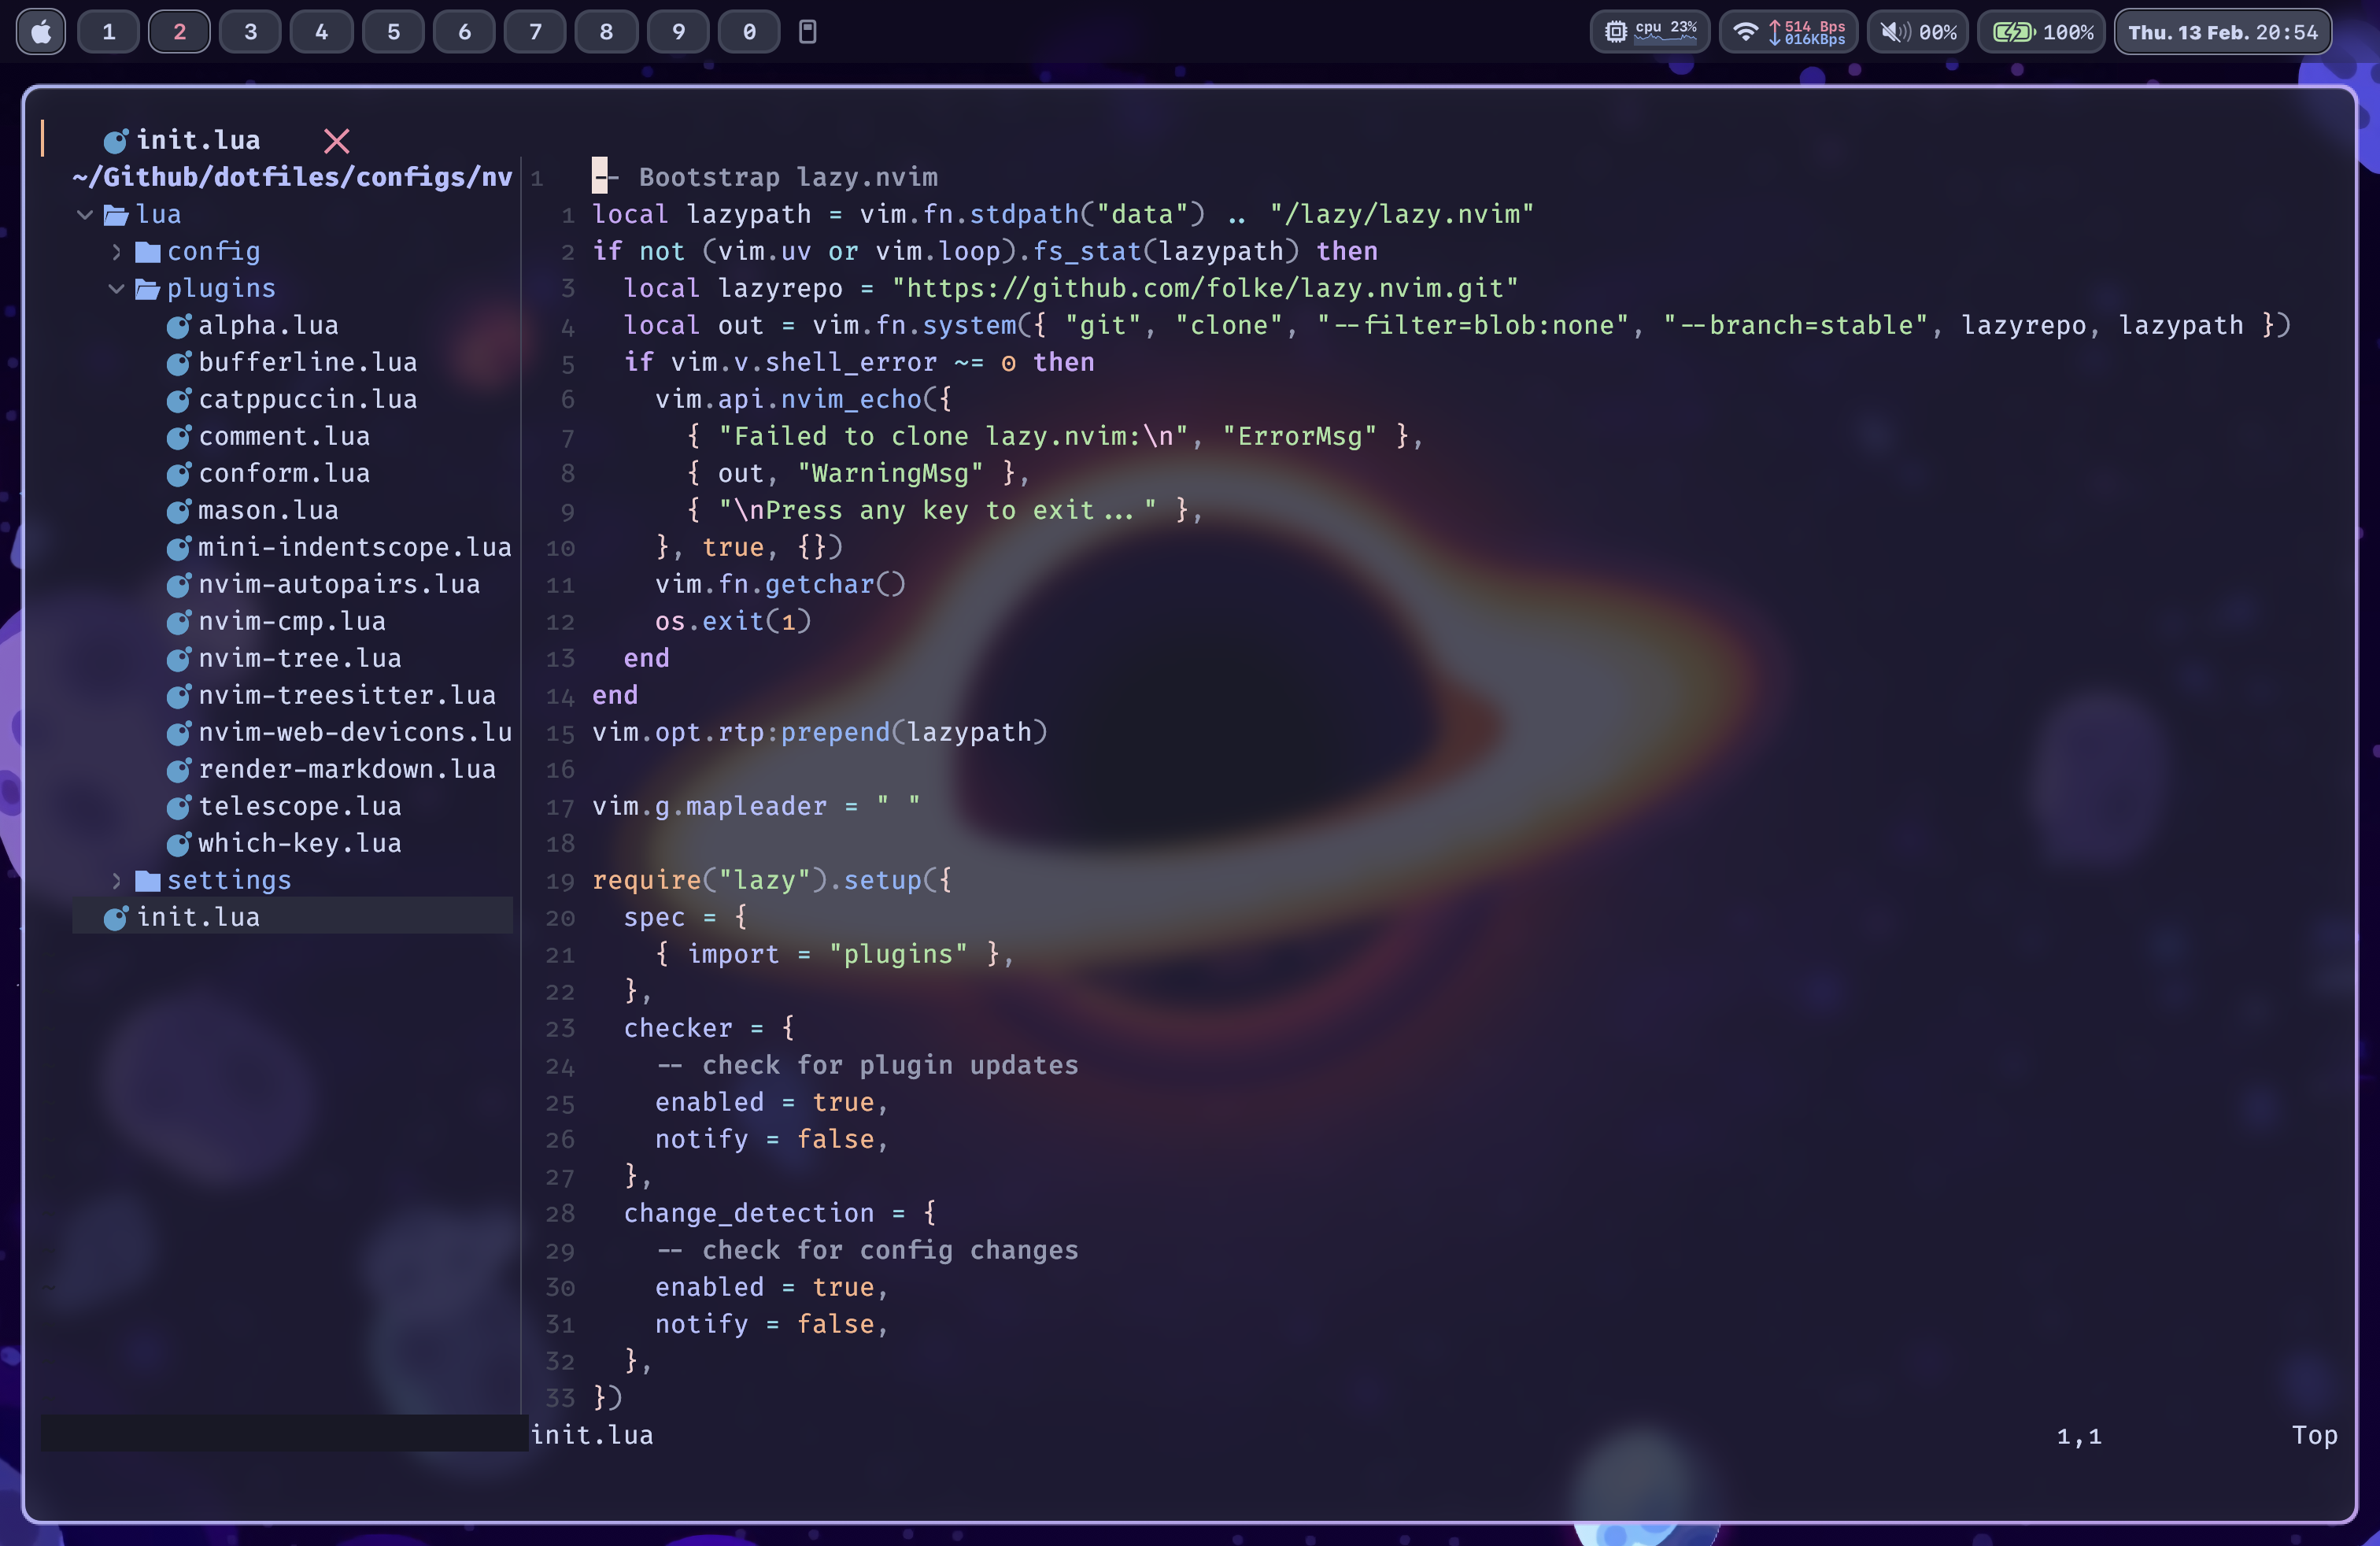 1 2 3 4 5 6 7 8 9 0 cpu 23% 514 Bps 016KBps 00% 100% Thu. 13 Feb. 20:54
init.lua
~/Github/dotfiles/configs/nv
lua
config
plugins
alpha.lua
bufferline.lua
catppuccin.lua
comment.lua
conform.lua
mason.lua
mini-indentscope.lua
nvim-autopairs.lua
nvim-cmp.lua
nvim-tree.lua
nvim-treesitter.lua
nvim-web-devicons.lu
render-markdown.lua
telescope.lua
which-key.lua
settings
init.lua
1 -- Bootstrap lazy.nvim
1 local lazypath = vim.fn.stdpath("data") .. "/lazy/lazy.nvim"
2 if not (vim.uv or vim.loop).fs_stat(lazypath) then
3 local lazyrepo = "https://github.com/folke/lazy.nvim.git"
4 local out = vim.fn.system({ "git", "clone", "--filter=blob:none", "--branch=stable", lazyrepo, lazypath })
5 if vim.v.shell_error ~= 0 then
6 vim.api.nvim_echo({
7 { "Failed to clone lazy.nvim:\n", "ErrorMsg" },
8 { out, "WarningMsg" },
9 { "\nPress any key to exit..." },
10 }, true, {})
11 vim.fn.getchar()
12 os.exit(1)
13 end
14 end
15 vim.opt.rtp:prepend(lazypath)
16
17 vim.g.mapleader = " "
18
19 require("lazy").setup({
20 spec = {
21 { import = "plugins" },
22 },
23 checker = {
24 -- check for plugin updates
25 enabled = true,
26 notify = false,
27 },
28 change_detection = {
29 -- check for config changes
30 enabled = true,
31 notify = false,
32 },
33 })
init.lua 1,1 Top